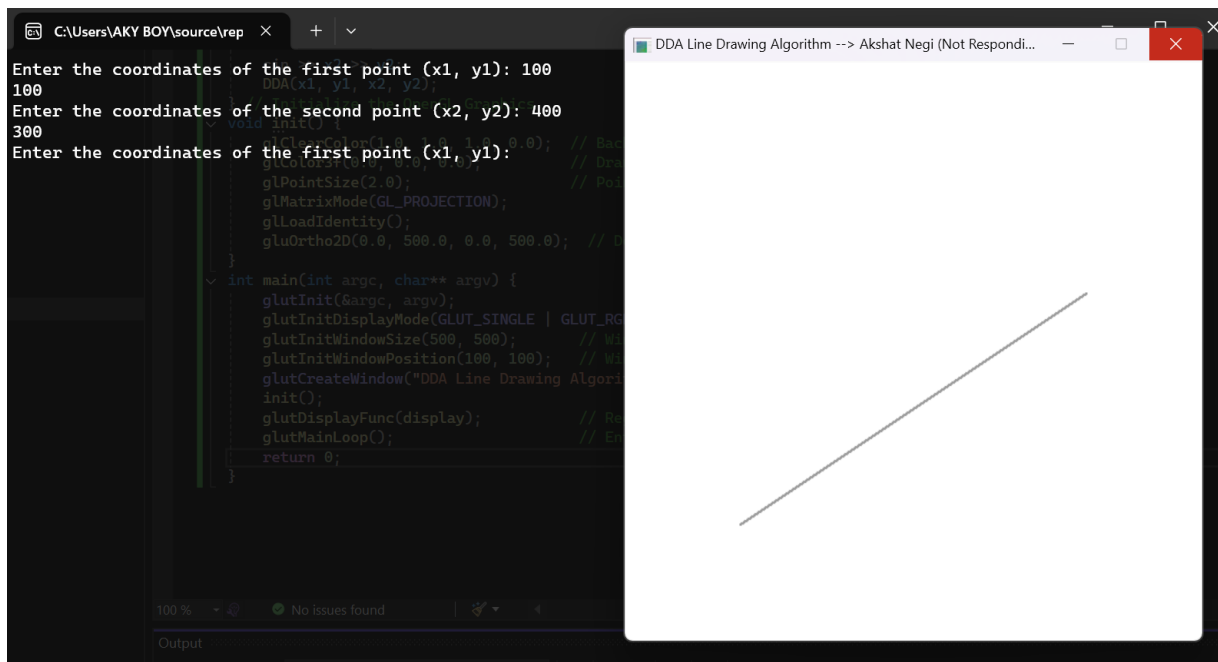 C:\Users\AKY BOY\source\rep
Enter the coordinates of the first point (x1, y1): 100
100
Enter the coordinates of the second point (x2, y2): 400
300
Enter the coordinates of the first point (x1, y1):
DDA(x1, y1, x2, y2);
} // Initialize the OpenGL Graphics
void init() {
glClearColor(1.0, 1.0, 1.0, 0.0); // Bac
glColor3f(0.0, 0.0, 0.0); // Dra
glPointSize(2.0); // Poi
glMatrixMode(GL_PROJECTION);
glLoadIdentity();
gluOrtho2D(0.0, 500.0, 0.0, 500.0); // D
}
int main(int argc, char** argv) {
glutInit(&argc, argv);
glutInitDisplayMode(GLUT_SINGLE | GLUT_RG
glutInitWindowSize(500, 500); // Wi
glutInitWindowPosition(100, 100); // Wi
glutCreateWindow("DDA Line Drawing Algori
init();
glutDisplayFunc(display); // Re
glutMainLoop(); // En
return 0;
}
100 % No issues found
Output
DDA Line Drawing Algorithm --> Akshat Negi (Not Respondi...